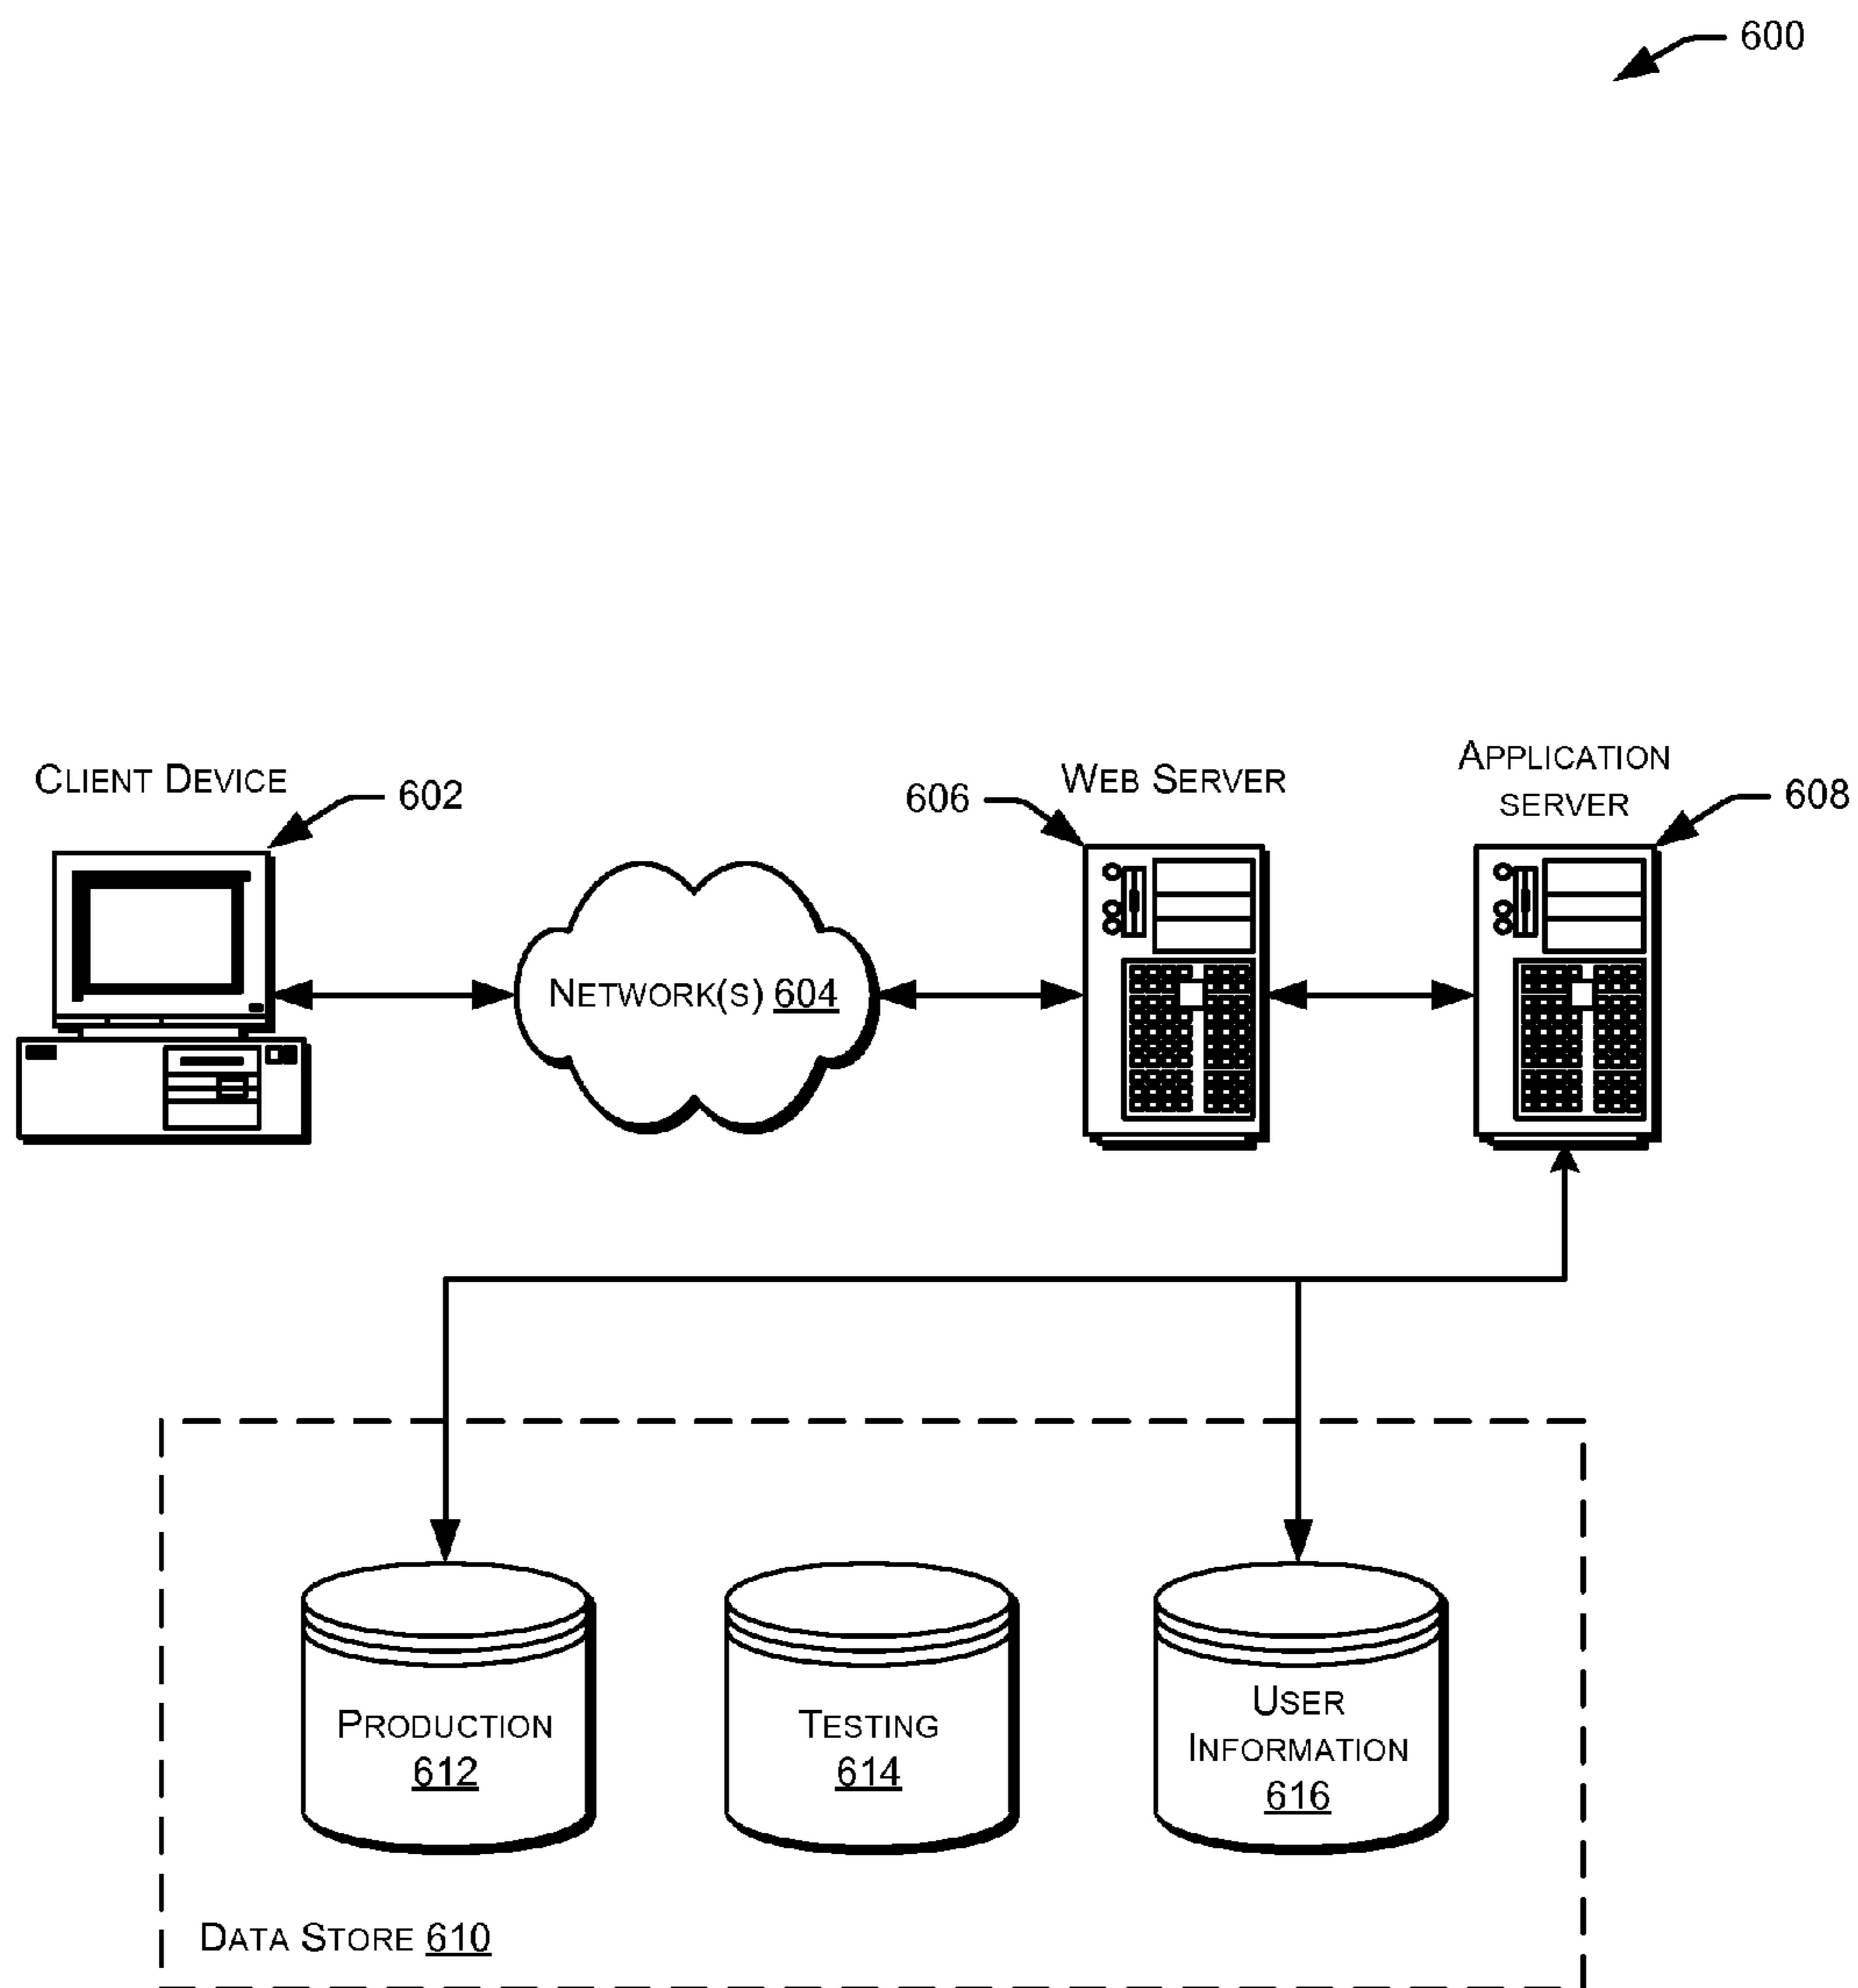 600
CLIENT DEVICE
602
606
WEB SERVER
APPLICATION
SERVER
608
NETWORK(S) 604
PRODUCTION
612
TESTING
614
USER
INFORMATION
616
DATA STORE 610